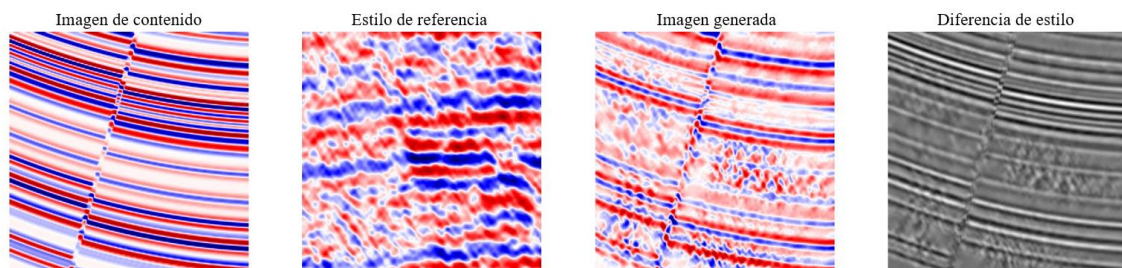 Imagen de contenido
Estilo de referencia
Imagen generada
Diferencia de estilo